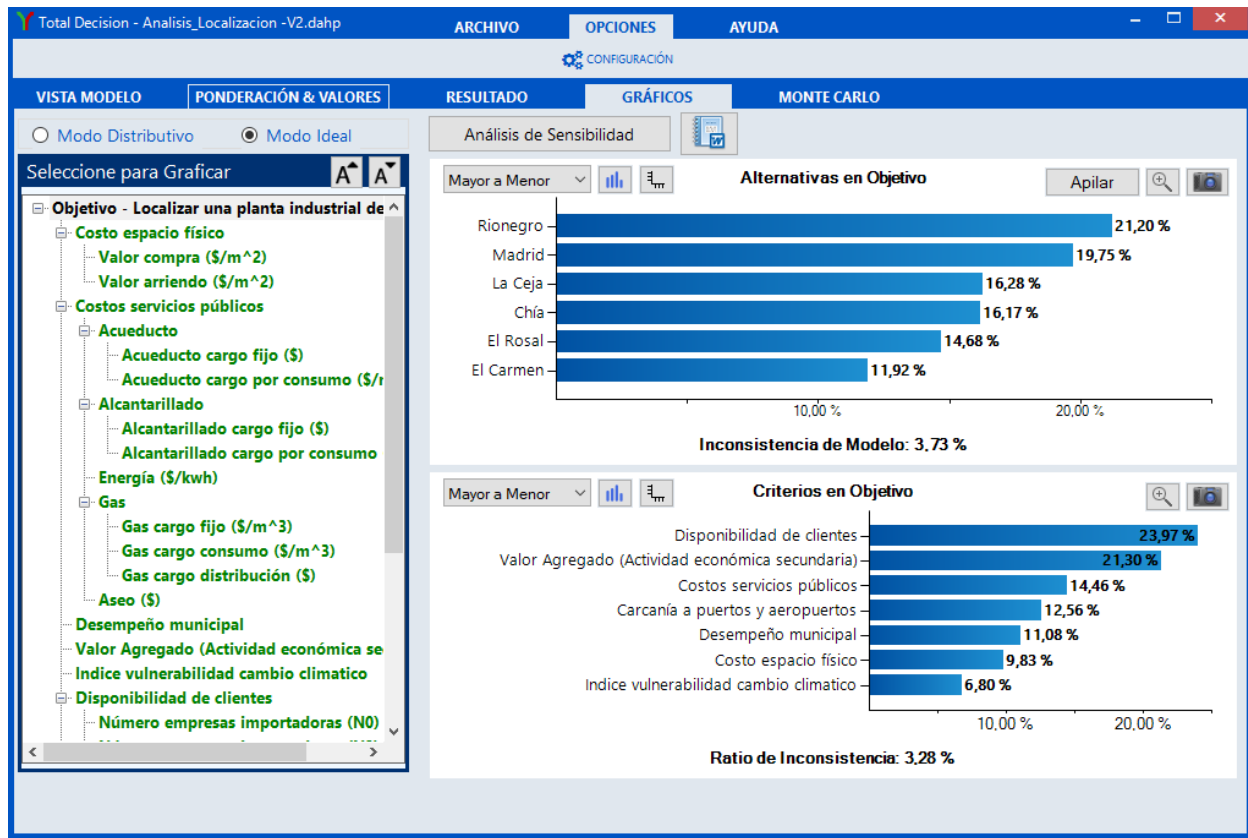 Total Decision - Analisis_Localizacion -V2.dahp
ARCHIVO OPCIONES AYUDA
CONFIGURACIÓN
VISTA MODELO PONDERACIÓN & VALORES RESULTADO GRÁFICOS MONTE CARLO
Modo Distributivo Modo Ideal
Seleccione para Graficar A A
Objetivo - Localizar una planta industrial de
Costo espacio físico
Valor compra ($/m^2)
Valor arriendo ($/m^2)
Costos servicios públicos
Acueducto
Acueducto cargo fijo ($)
Acueducto cargo por consumo ($/r
Alcantarillado
Alcantarillado cargo fijo ($)
Alcantarillado cargo por consumo
Energía ($/kwh)
Gas
Gas cargo fijo ($/m^3)
Gas cargo consumo ($/m^3)
Gas cargo distribución ($)
Aseo ($)
Desempeño municipal
Valor Agregado (Actividad económica se
Indice vulnerabilidad cambio climatico
Disponibilidad de clientes
Número empresas importadoras (N0)
Análisis de Sensibilidad
Mayor a Menor
Alternativas en Objetivo
Apilar
Rionegro 21,20 %
Madrid 19,75 %
La Ceja 16,28 %
Chía 16,17 %
El Rosal 14,68 %
El Carmen 11,92 %
10,00 % 20,00 %
Inconsistencia de Modelo: 3,73 %
Mayor a Menor
Criterios en Objetivo
Disponibilidad de clientes 23,97 %
Valor Agregado (Actividad económica secundaria) 21,30 %
Costos servicios públicos 14,46 %
Carcanía a puertos y aeropuertos 12,56 %
Desempeño municipal 11,08 %
Costo espacio físico 9,83 %
Indice vulnerabilidad cambio climatico 6,80 %
10,00 % 20,00 %
Ratio de Inconsistencia: 3,28 %